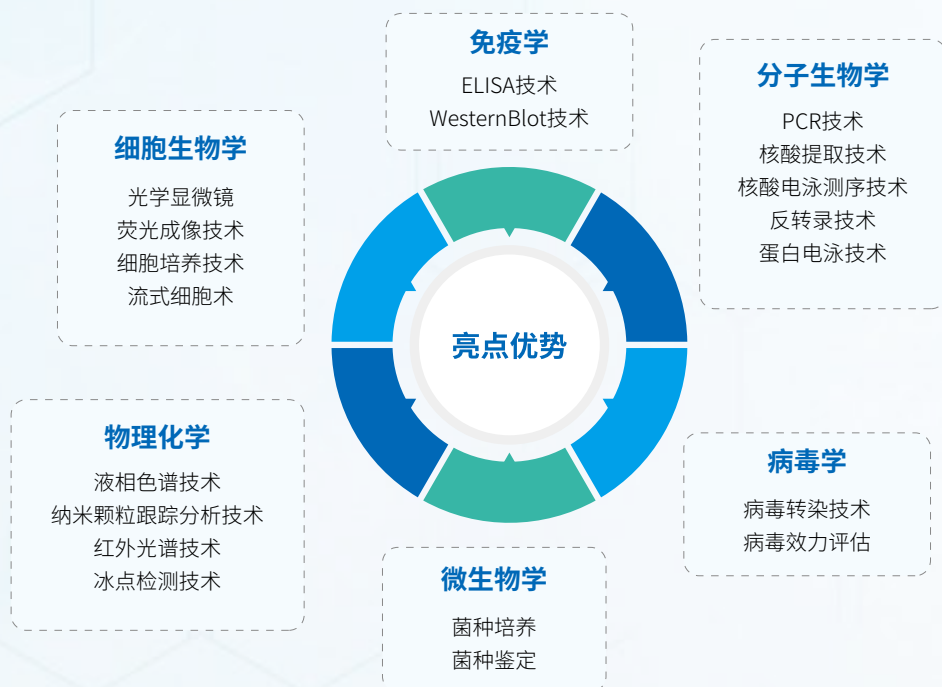 免疫学
ELISA技术
WesternBlot技术
分子生物学
PCR技术
核酸提取技术
核酸电泳测序技术
反转录技术
蛋白电泳技术
细胞生物学
光学显微镜
荧光成像技术
细胞培养技术
流式细胞术
亮点优势
物理化学
液相色谱技术
纳米颗粒跟踪分析技术
红外光谱技术
冰点检测技术
病毒学
病毒转染技术
病毒效力评估
微生物学
菌种培养
菌种鉴定